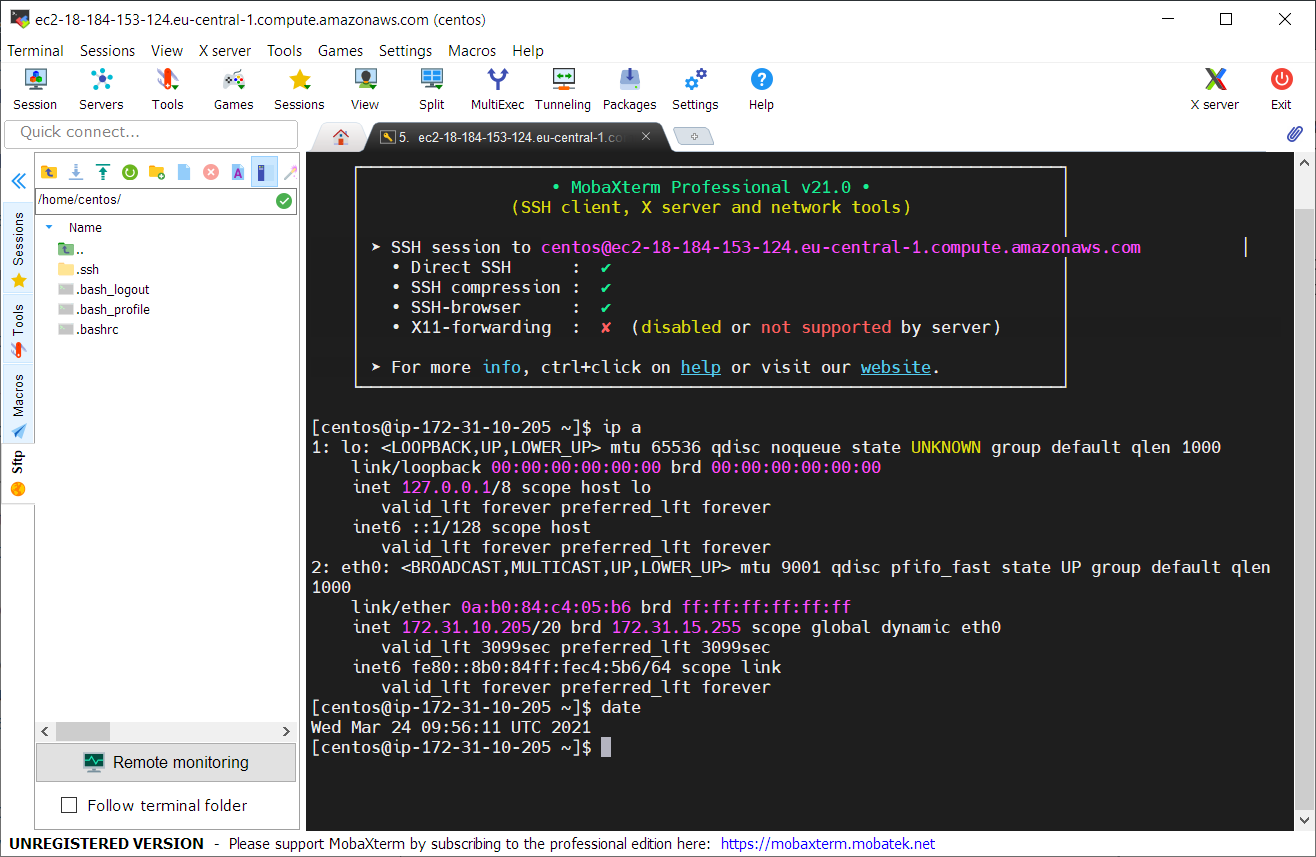 ec2-18-184-153-124.eu-central-1.compute.amazonaws.com (centos)
Terminal Sessions View X server Tools Games Settings Macros Help
Session Servers Tools Games Sessions View Split MultiExec Tunneling Packages Settings Help X server Exit
Quick connect...
5. ec2-18-184-153-124.eu-central-1.co
/home/centos/
Name
..
.ssh
.bash_logout
.bash_profile
.bashrc
Sessions
Tools
Macros
Sftp
Remote monitoring
Follow terminal folder
• MobaXterm Professional v21.0 •
(SSH client, X server and network tools)
➤ SSH session to centos@ec2-18-184-153-124.eu-central-1.compute.amazonaws.com
• Direct SSH : ✔
• SSH compression : ✔
• SSH-browser : ✔
• X11-forwarding : ✘ (disabled or not supported by server)
➤ For more info, ctrl+click on help or visit our website.
[centos@ip-172-31-10-205 ~]$ ip a
1: lo: <LOOPBACK,UP,LOWER_UP> mtu 65536 qdisc noqueue state UNKNOWN group default qlen 1000
link/loopback 00:00:00:00:00:00 brd 00:00:00:00:00:00
inet 127.0.0.1/8 scope host lo
valid_lft forever preferred_lft forever
inet6 ::1/128 scope host
valid_lft forever preferred_lft forever
2: eth0: <BROADCAST,MULTICAST,UP,LOWER_UP> mtu 9001 qdisc pfifo_fast state UP group default qlen
1000
link/ether 0a:b0:84:c4:05:b6 brd ff:ff:ff:ff:ff:ff
inet 172.31.10.205/20 brd 172.31.15.255 scope global dynamic eth0
valid_lft 3099sec preferred_lft 3099sec
inet6 fe80::8b0:84ff:fec4:5b6/64 scope link
valid_lft forever preferred_lft forever
[centos@ip-172-31-10-205 ~]$ date
Wed Mar 24 09:56:11 UTC 2021
[centos@ip-172-31-10-205 ~]$
UNREGISTERED VERSION - Please support MobaXterm by subscribing to the professional edition here: https://mobaxterm.mobatek.net